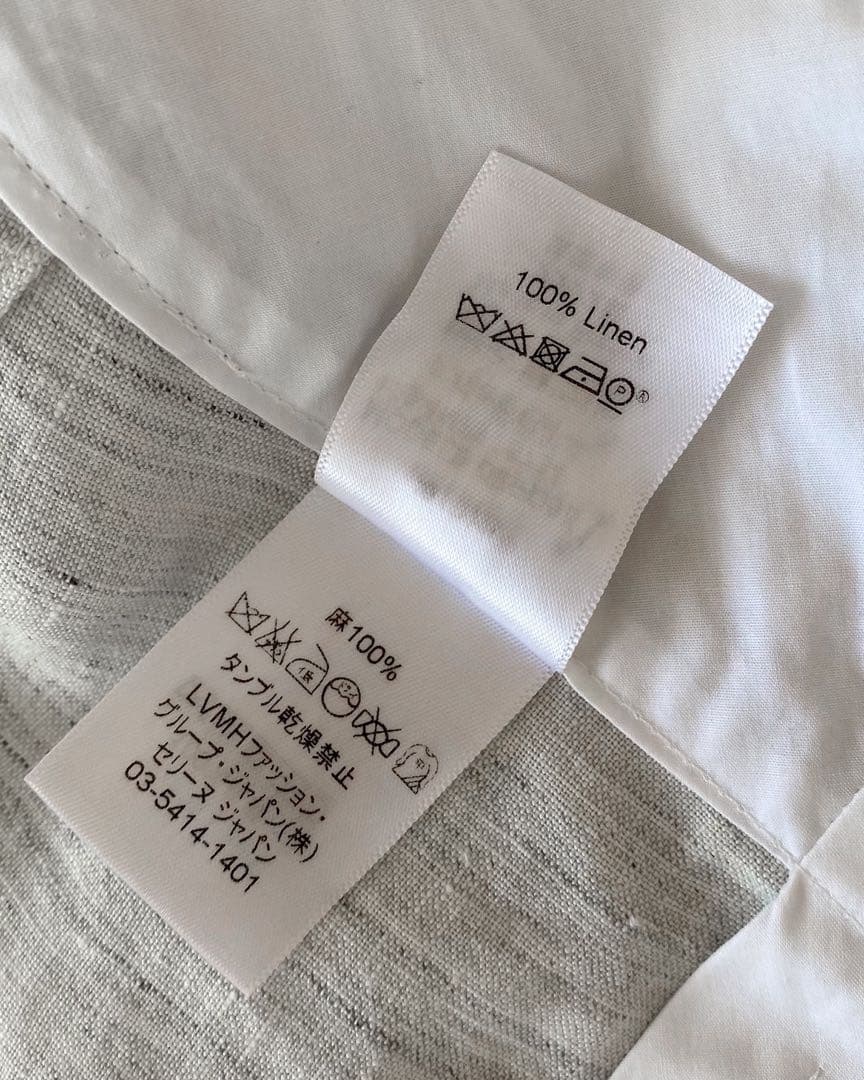 100% Linen
P ®
麻100%
タンブル乾燥禁止
LVMHファッション・
グループ・ジャパン(株)
セリーヌ ジャパン
03-5414-1401